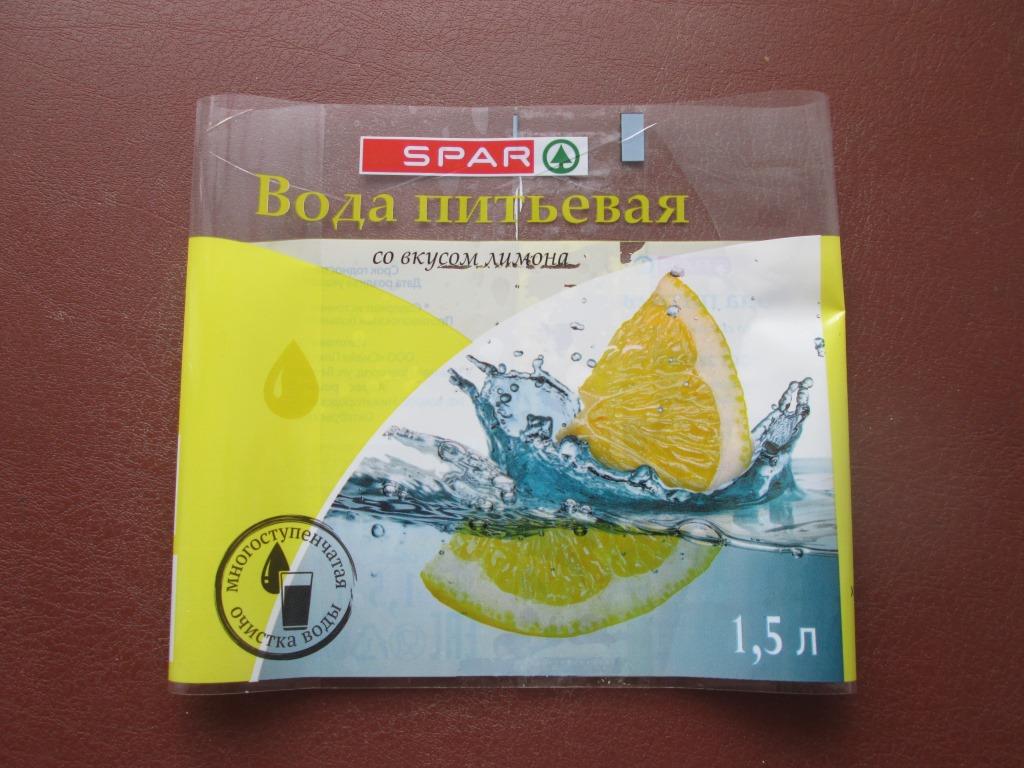 SPAR
Вода питьевая
со вкусом лимона
многоступенчатая
очистка воды
1,5 л